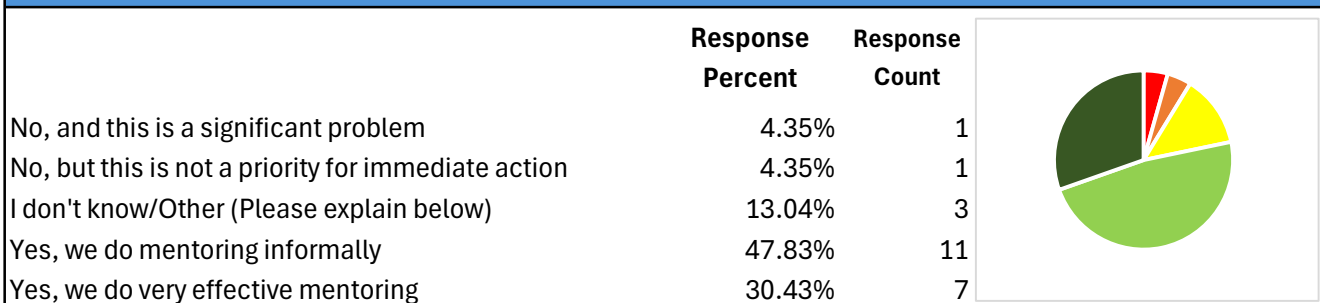 Response Response
Percent Count
No, and this is a significant problem 4.35% 1
No, but this is not a priority for immediate action 4.35% 1
I don't know/Other (Please explain below) 13.04% 3
Yes, we do mentoring informally 47.83% 11
Yes, we do very effective mentoring 30.43% 7